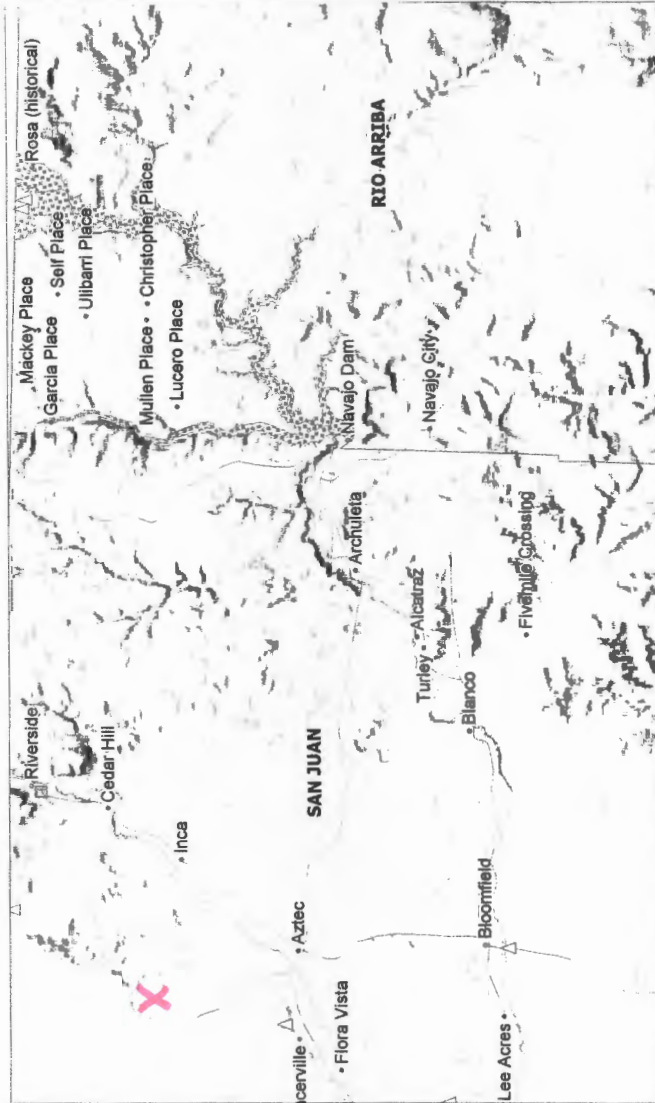 Rosa (historical)
Mackey Place
Self Place
Garcia Place
Ulibarri Place
Riverside
Cedar Hill
Mullen Place
Christopher Place
Lucero Place
Inca
X
SAN JUAN
Aztec
cerville
Flora Vista
Archuleta
Navajo Dam
RIO ARRIBA
Turley
Alcatraz
Navajo City
Blanco
Bloomfield
Lee Acres
Fivemile Crossing